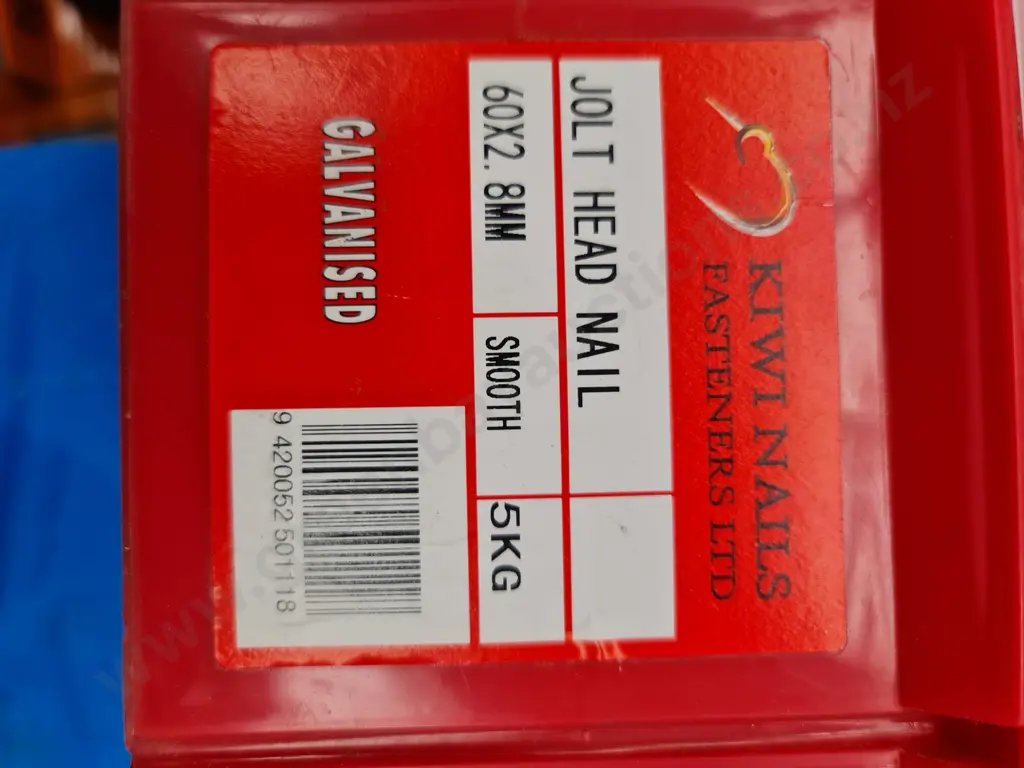 KIWI NAILS
FASTENERS LTD
JOLT HEAD NAIL
60X2.8MM SMOOTH 5KG
GALVANISED
9 420052 501118